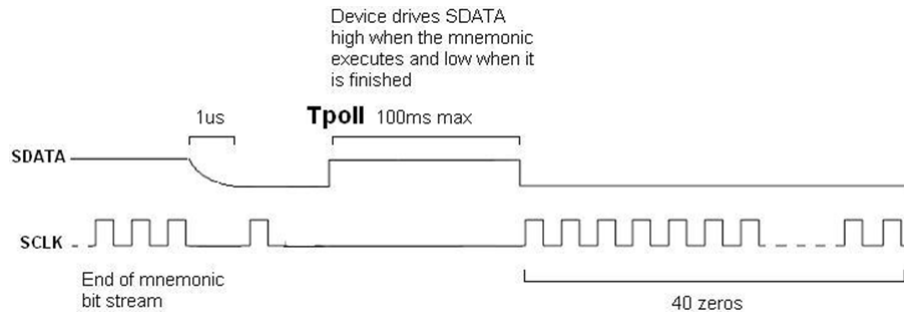 Device drives SDATA
high when the mnemonic
executes and low when it
is finished
1us
Tpoll 100ms max
SDATA
SCLK
End of mnemonic
bit stream
40 zeros